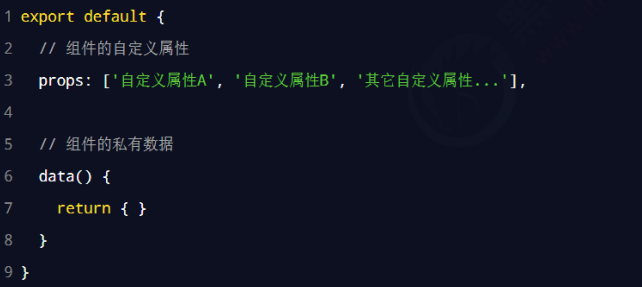 1 export default {
2 // 组件的自定义属性
3 props: ['自定义属性A', '自定义属性B', '其它自定义属性...'],
4
5 // 组件的私有数据
6 data() {
7 return { }
8 }
9 }